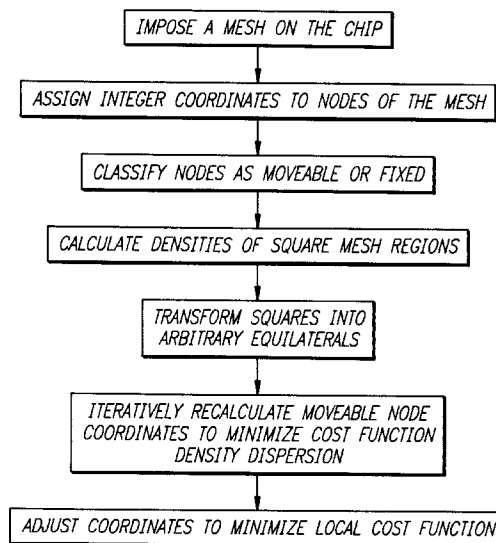 IMPOSE A MESH ON THE CHIP
ASSIGN INTEGER COORDINATES TO NODES OF THE MESH
CLASSIFY NODES AS MOVEABLE OR FIXED
CALCULATE DENSITIES OF SQUARE MESH REGIONS
TRANSFORM SQUARES INTO
ARBITRARY EQUILATERALS
ITERATIVELY RECALCULATE MOVEABLE NODE
COORDINATES TO MINIMIZE COST FUNCTION
DENSITY DISPERSION
ADJUST COORDINATES TO MINIMIZE LOCAL COST FUNCTION